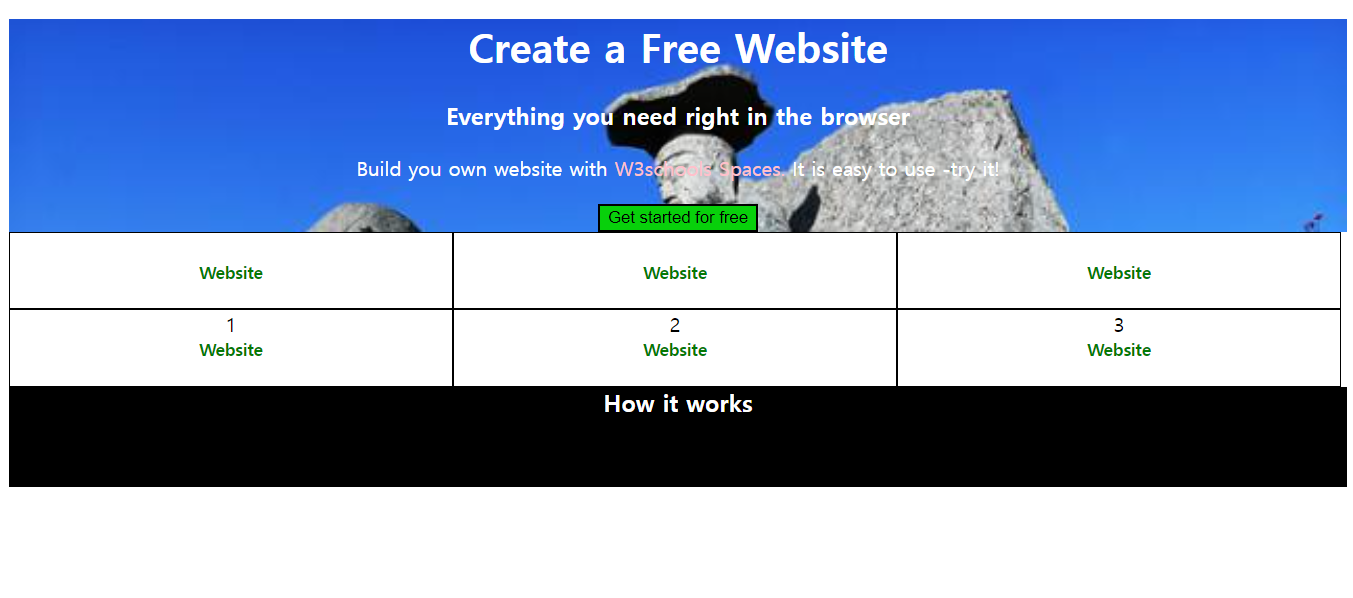 Create a Free Website
Everything you need right in the browser
Build you own website with W3schools Spaces. It is easy to use -try it!
Get started for free
Website
Website
Website
1
2
3
Website
Website
Website
How it works